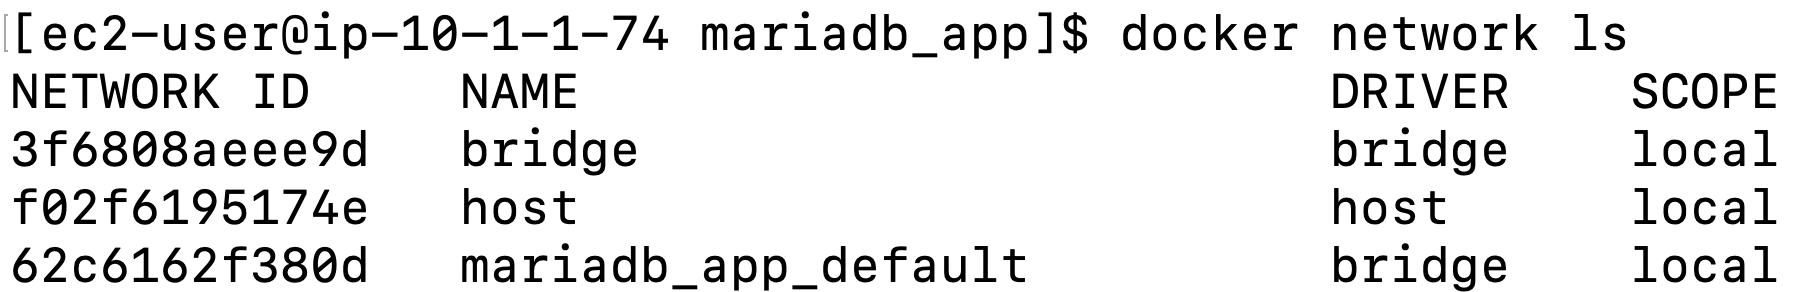 [ec2-user@ip-10-1-1-74 mariadb_app]$ docker network ls
NETWORK ID     NAME                         DRIVER    SCOPE
3f6808aeee9d   bridge                       bridge    local
f02f6195174e   host                         host      local
62c6162f380d   mariadb_app_default          bridge    local